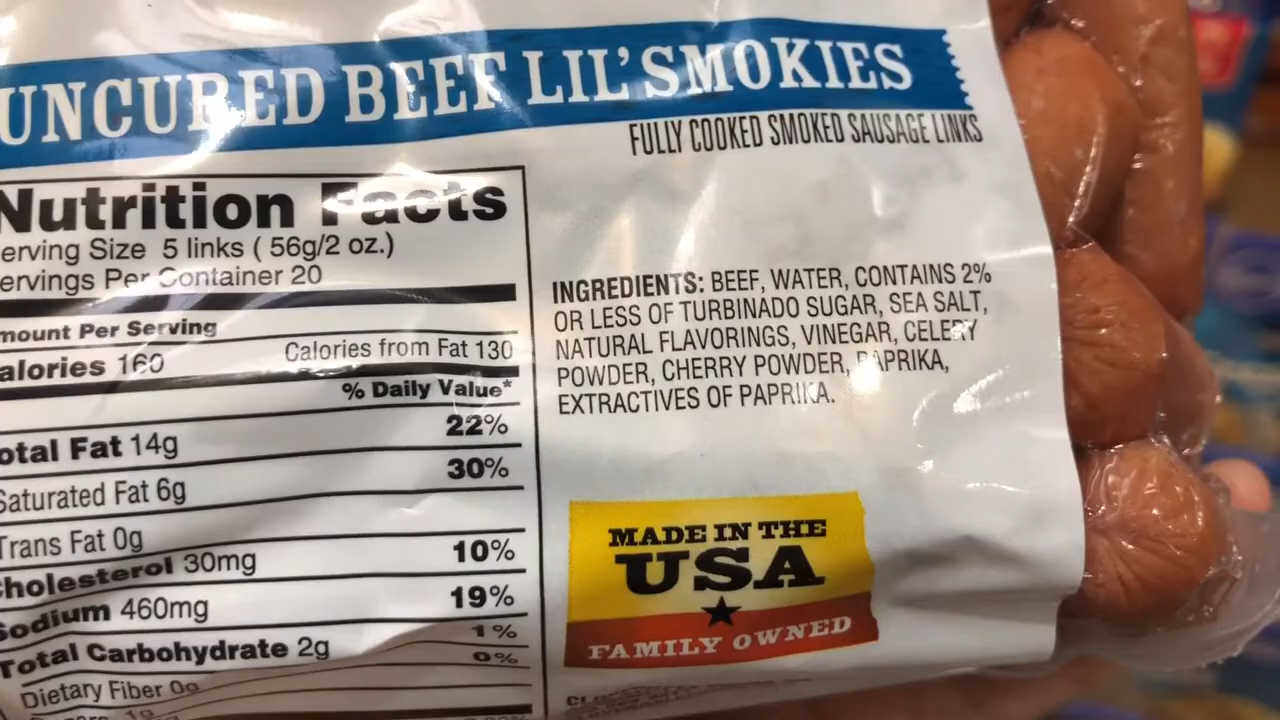 UNCURED BEEF LIL' SMOKIES
FULLY COOKED SMOKED SAUSAGE LINKS
Nutrition Facts
erving Size 5 links ( 56g/2 oz.)
ervings Per Container 20
mount Per Serving
alories 160 Calories from Fat 130
% Daily Value*
otal Fat 14g 22%
Saturated Fat 6g 30%
Trans Fat 0g
Cholesterol 30mg 10%
Sodium 460mg 19%
Total Carbohydrate 2g 1%
Dietary Fiber 0g 0%
1g
INGREDIENTS: BEEF, WATER, CONTAINS 2%
OR LESS OF TURBINADO SUGAR, SEA SALT,
NATURAL FLAVORINGS, VINEGAR, CELERY
POWDER, CHERRY POWDER, PAPRIKA,
EXTRACTIVES OF PAPRIKA.
MADE IN THE
USA
FAMILY OWNED